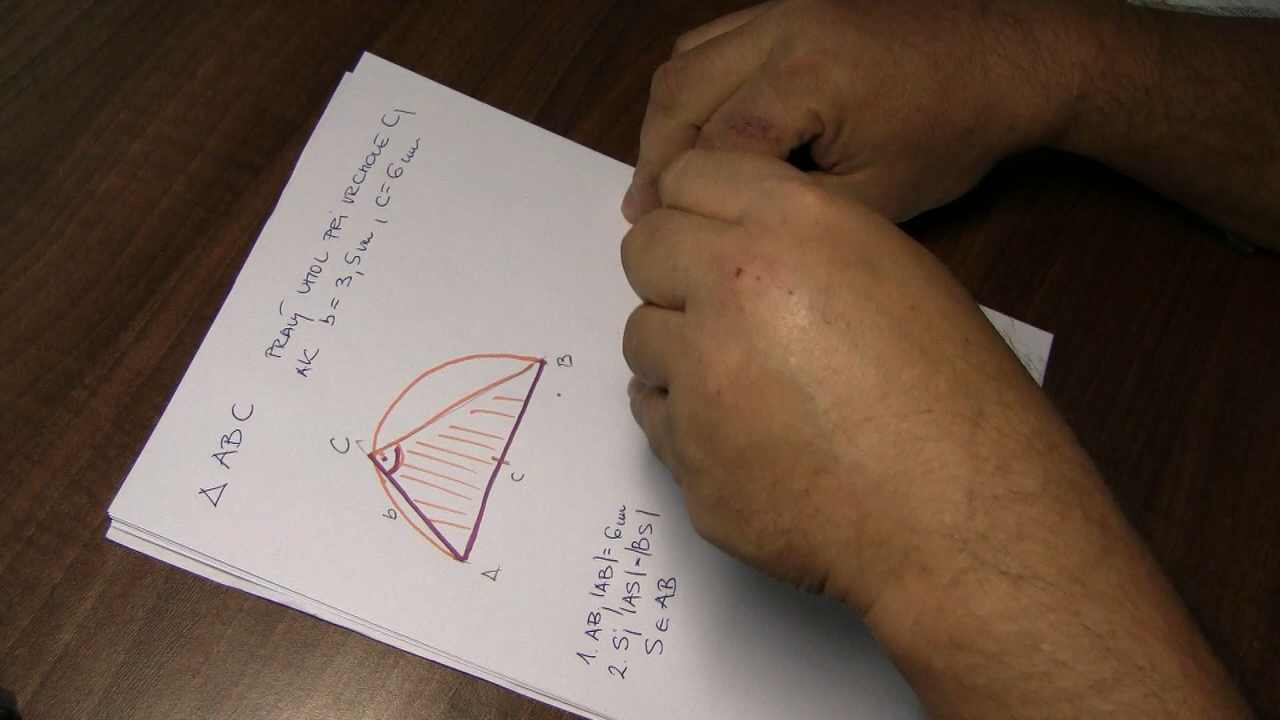 △ ABC
PRAVÝ UHOL PRI VRCHOLE C,
AK b = 3,5cm, c = 6cm
C
B
b
c
A
1. AB; |AB| = 6cm
2. S; |AS| = |BS|
S ∈ AB